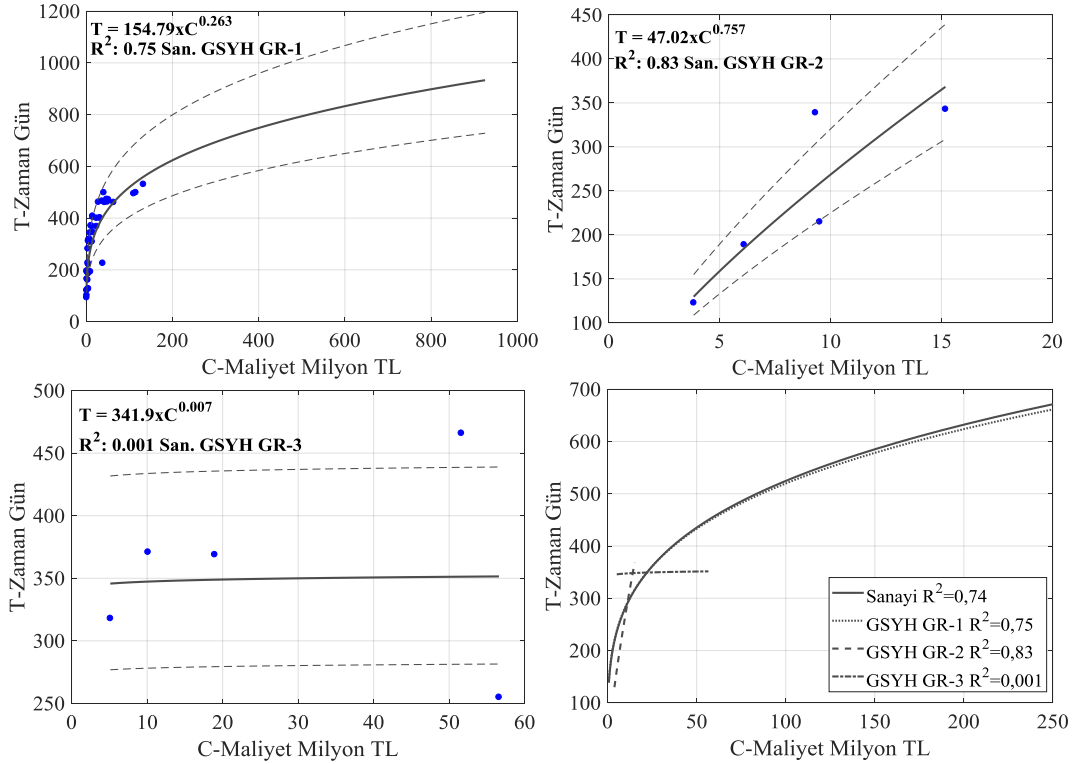 T = 154.79xC^0.263
R^2: 0.75 San. GSYH GR-1
T-Zaman Gün
1200
1000
800
600
400
200
0
0 200 400 600 800 1000
C-Maliyet Milyon TL
T = 47.02xC^0.757
R^2: 0.83 San. GSYH GR-2
T-Zaman Gün
450
400
350
300
250
200
150
100
0 5 10 15 20
C-Maliyet Milyon TL
T = 341.9xC^0.007
R^2: 0.001 San. GSYH GR-3
T-Zaman Gün
500
450
400
350
300
250
0 10 20 30 40 50 60
C-Maliyet Milyon TL
T-Zaman Gün
700
600
500
400
300
200
100
Sanayi R^2=0,74
GSYH GR-1 R^2=0,75
GSYH GR-2 R^2=0,83
GSYH GR-3 R^2=0,001
0 50 100 150 200 250
C-Maliyet Milyon TL